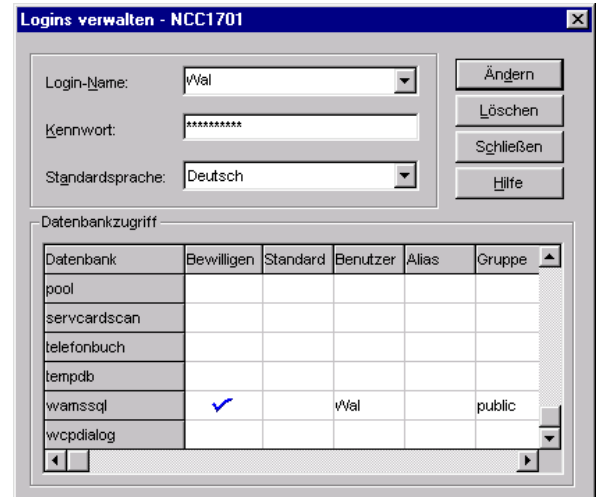 Logins verwalten - NCC1701
Login-Name: Wal
Ändern
Löschen
Kennwort: **********
Schließen
Standardsprache: Deutsch
Hilfe
Datenbankzugriff
Datenbank Bewilligen Standard Benutzer Alias Gruppe
pool
servcardscan
telefonbuch
tempdb
wamssql Wal public
wcpdialog